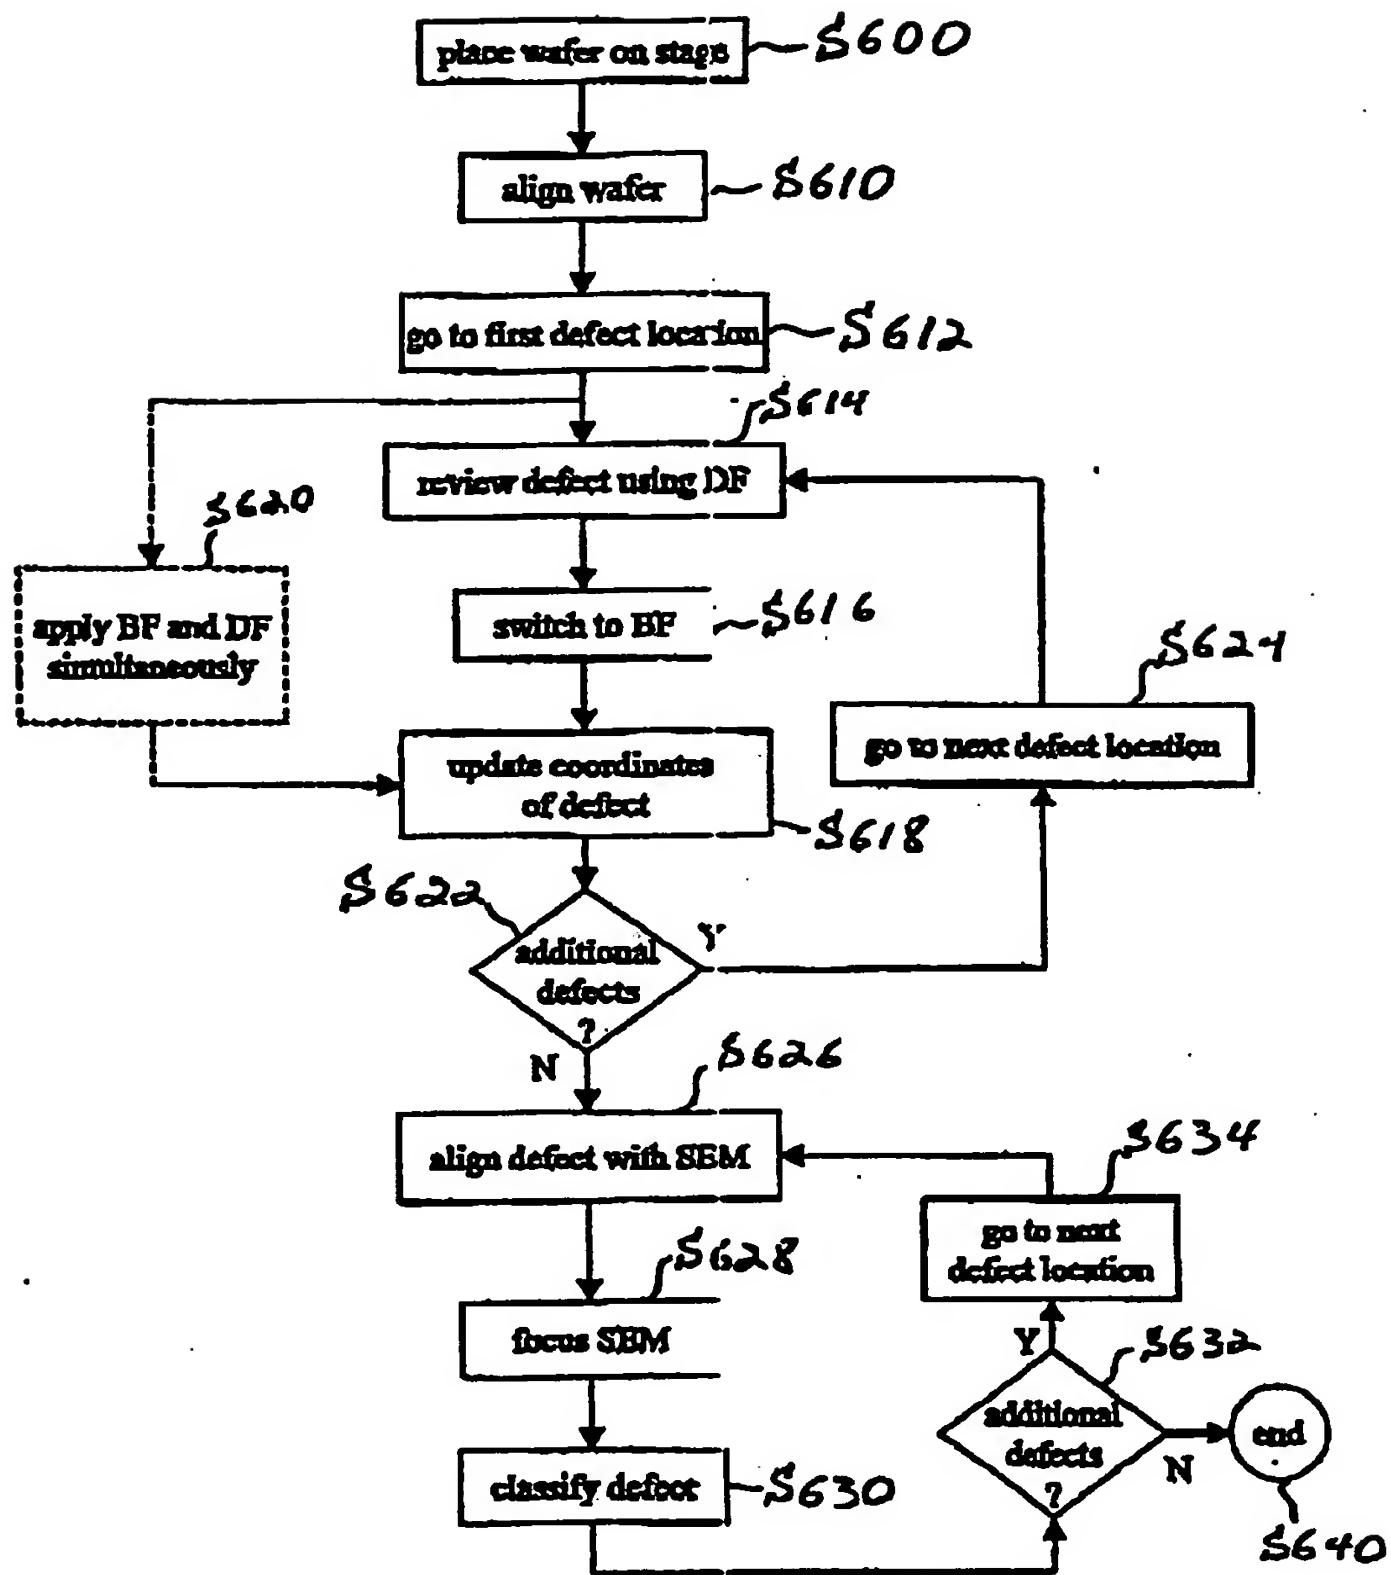 place wafer on stage
S600
align wafer
S610
go to first defect location
S612
S614
review defect using DF
S620
apply BF and DF
simultaneously
switch to BF
S616
S624
go to next defect location
update coordinates
of defect
S618
S622
additional
defects
?
Y
N
S626
align defect with SEM
S634
go to next
defect location
S628
focus SEM
Y
S632
additional
defects
?
N
end
classify defect
S630
S640